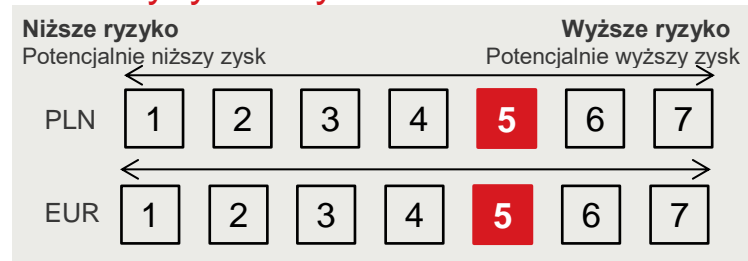 Niższe ryzyko Wyższe ryzyko
Potencjalnie niższy zysk Potencjalnie wyższy zysk
PLN 1 2 3 4 5 6 7
EUR 1 2 3 4 5 6 7